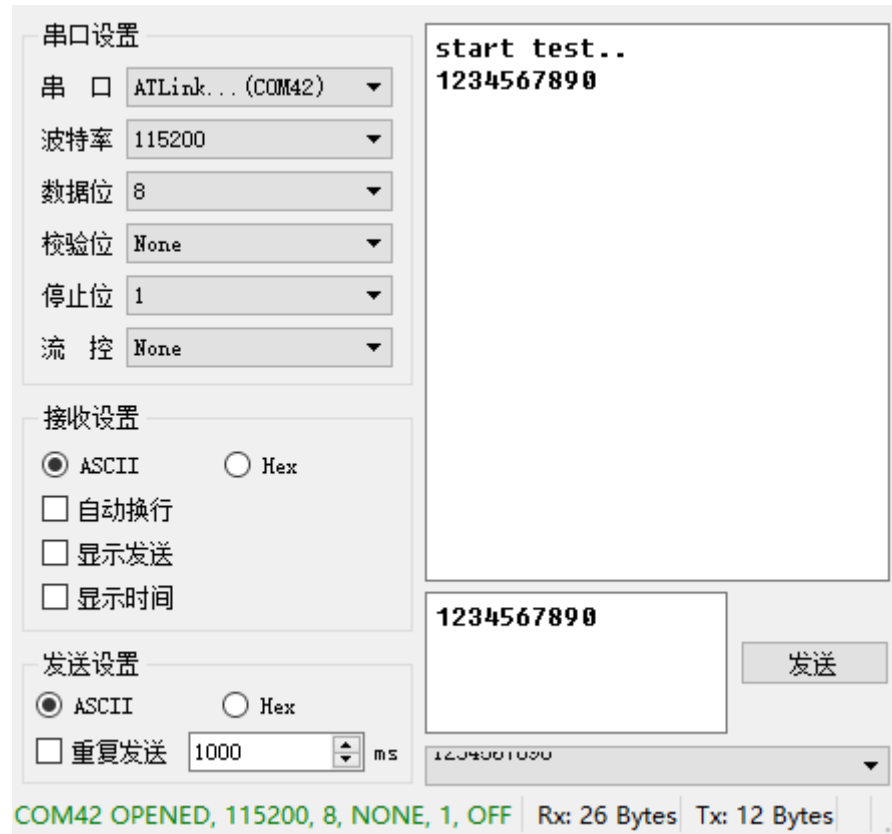 串口设置
串 口 ATLink...(COM42)
波特率 115200
数据位 8
校验位 None
停止位 1
流 控 None
接收设置
ASCII Hex
自动换行
显示发送
显示时间
发送设置
ASCII Hex
重复发送 1000 ms
start test..
1234567890
1234567890
发送
1234567890
COM42 OPENED, 115200, 8, NONE, 1, OFF Rx: 26 Bytes Tx: 12 Bytes